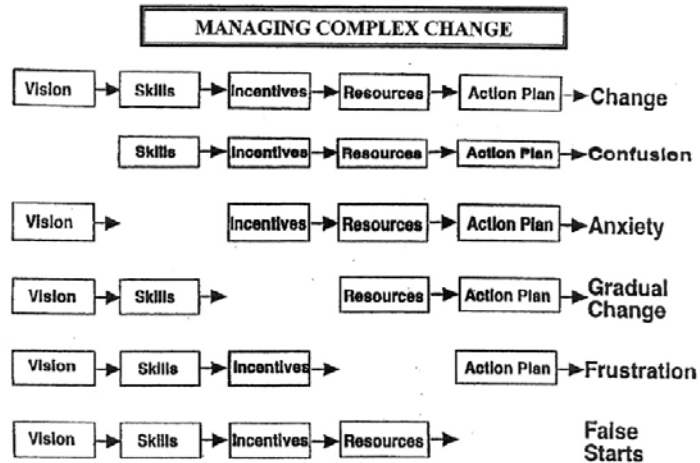 MANAGING COMPLEX CHANGE
Vision Skills Incentives Resources Action Plan Change
Skills Incentives Resources Action Plan Confusion
Vision Incentives Resources Action Plan Anxiety
Vision Skills Resources Action Plan Gradual
Change
Vision Skills Incentives Action Plan Frustration
Vision Skills Incentives Resources False
Starts